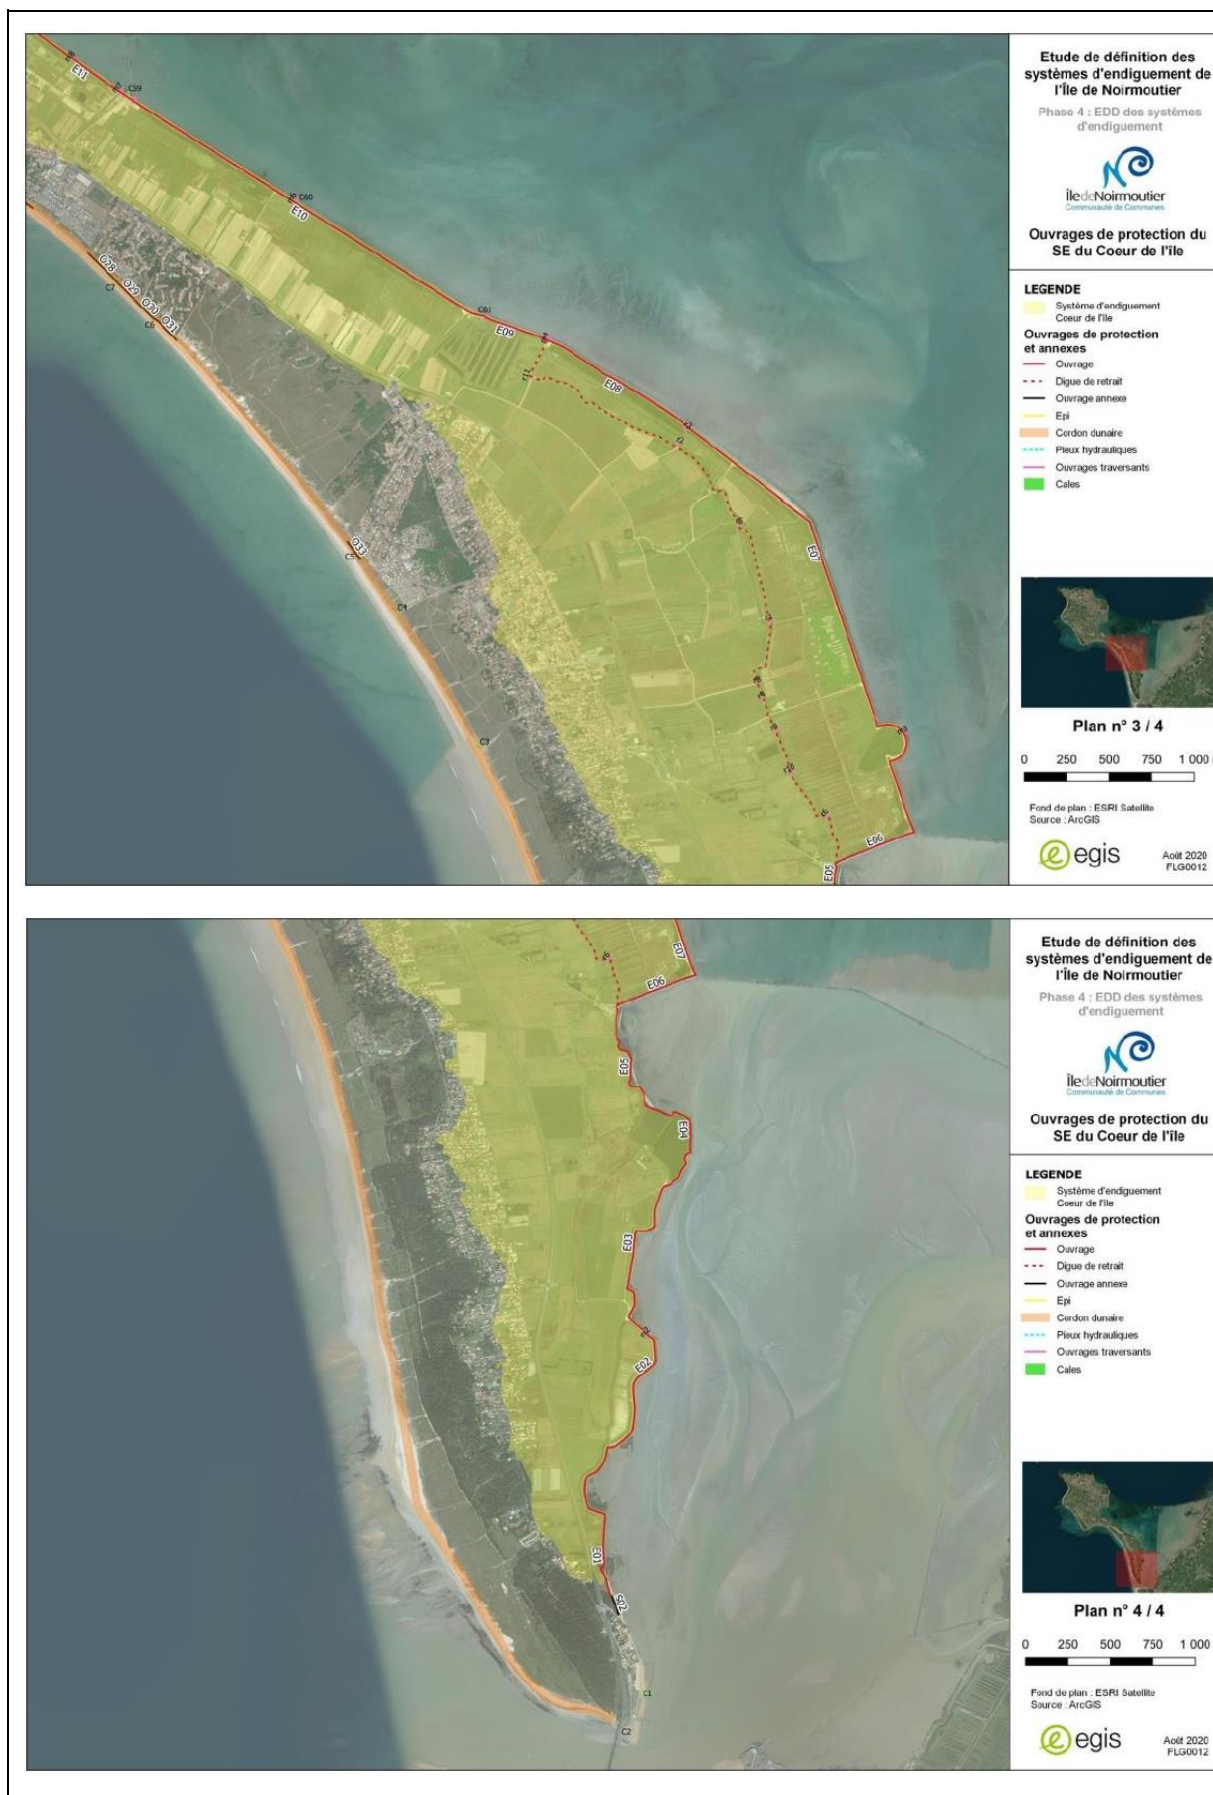 Etude de définition des
systèmes d'endiguement de
l'Île de Noirmoutier
Phase 4 : EDD des systèmes
d'endiguement
ÎledeNoirmoutier
Communauté de Communes
Ouvrages de protection du
SE du Coeur de l'île
LEGENDE
Système d'endiguement
Coeur de l'île
Ouvrages de protection
et annexes
Ouvrage
Digue de retrait
Ouvrage annexe
Epi
Cordon dunaire
Pieux hydrauliques
Ouvrages traversants
Cales
Plan n° 3 / 4
0 250 500 750 1 000
Fond de plan : ESRI Satellite
Source : ArcGIS
egis
Août 2020
FLG0012
E11
C59
C60
E10
C61
E09
E08
r11
r2
E07
E06
E05
O28
O29
O30
O31
C7
C6
O33
C5
C4
C3
r10
Etude de définition des
systèmes d'endiguement de
l'Île de Noirmoutier
Phase 4 : EDD des systèmes
d'endiguement
ÎledeNoirmoutier
Communauté de Communes
Ouvrages de protection du
SE du Coeur de l'île
LEGENDE
Système d'endiguement
Coeur de l'île
Ouvrages de protection
et annexes
Ouvrage
Digue de retrait
Ouvrage annexe
Epi
Cordon dunaire
Pieux hydrauliques
Ouvrages traversants
Cales
Plan n° 4 / 4
0 250 500 750 1 000
Fond de plan : ESRI Satellite
Source : ArcGIS
egis
Août 2020
FLG0012
E07
E06
E05
E04
E03
E02
E01
C1
C2